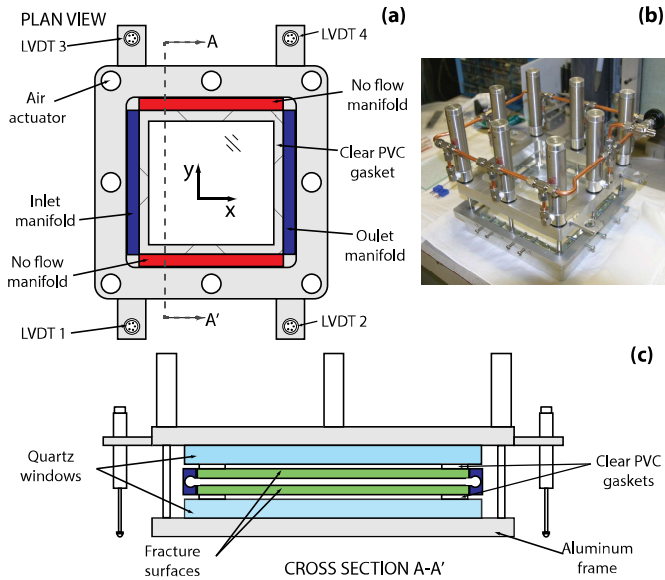 PLAN VIEW
(a)
(b)
LVDT 3
A
LVDT 4
Air
actuator
No flow
manifold
Clear PVC
gasket
y
x
Inlet
manifold
Oulet
manifold
No flow
manifold
LVDT 1
A’
LVDT 2
(c)
Quartz
windows
Clear PVC
gaskets
Fracture
surfaces
CROSS SECTION A-A’
Aluminum
frame